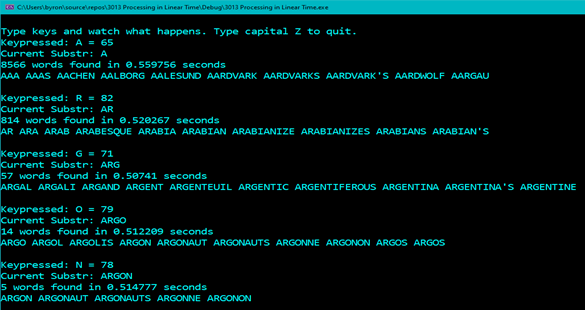 C:\Users\byron\source\repos\3013 Processing in Linear Time\Debug\3013 Processing in Linear Time.exe
Type keys and watch what happens. Type capital Z to quit.
Keypressed: A = 65
Current Substr: A
8566 words found in 0.559756 seconds
AAA AAAS AACHEN AALBORG AALESUND AARDVARK AARDVARKS AARDVARK'S AARDWOLF AARGAU
Keypressed: R = 82
Current Substr: AR
814 words found in 0.520267 seconds
AR ARA ARAB ARABESQUE ARABIA ARABIAN ARABIANIZE ARABIANIZES ARABIANS ARABIAN'S
Keypressed: G = 71
Current Substr: ARG
57 words found in 0.50741 seconds
ARGAL ARGALI ARGAND ARGENT ARGENTEUIL ARGENTIC ARGENTIFEROUS ARGENTINA ARGENTINA'S ARGENTINE
Keypressed: O = 79
Current Substr: ARGO
14 words found in 0.512209 seconds
ARGO ARGOL ARGOLIS ARGON ARGONAUT ARGONAUTS ARGONNE ARGONON ARGOS ARGOS
Keypressed: N = 78
Current Substr: ARGON
5 words found in 0.514777 seconds
ARGON ARGONAUT ARGONAUTS ARGONNE ARGONON